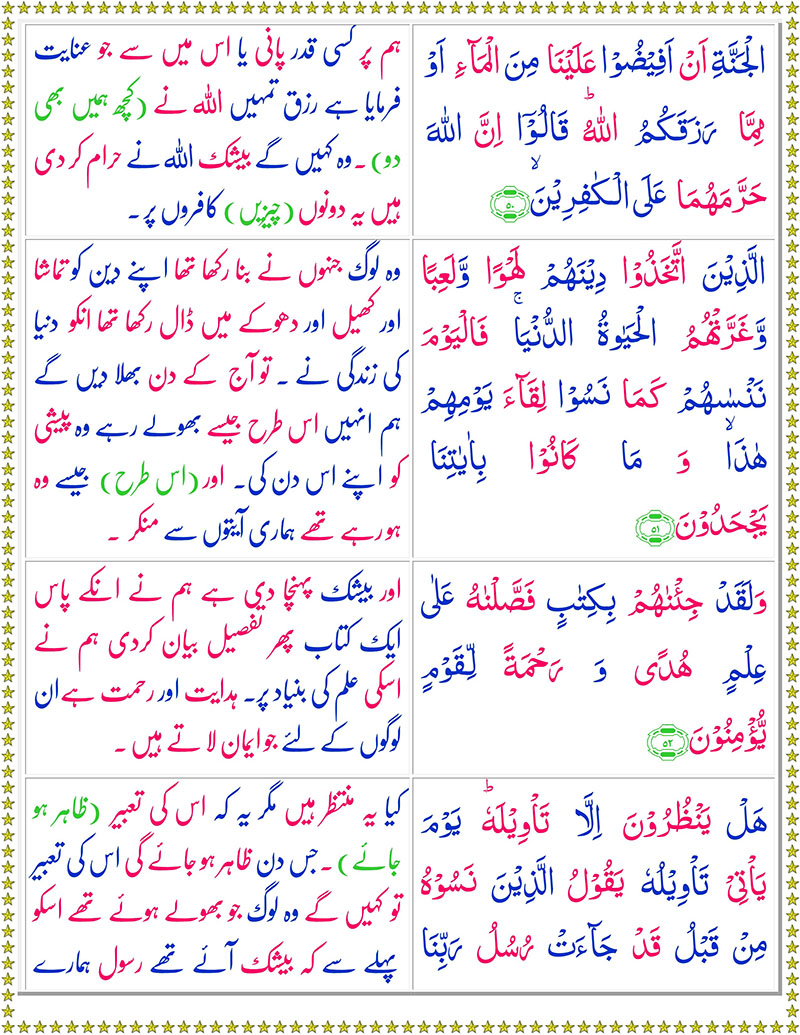 الْجَنَّةِ اَنْ اَفِيْضُوْا عَلَيْنَا مِنَ الْمَآءِ اَوْ
مِمَّا رَزَقَكُمُ اللّٰهُ ؕ قَالُوْۤا اِنَّ اللّٰهَ
حَرَّمَهُمَا عَلَى الْـكٰفِرِيْنَ ۙ ﴿۵۰﴾
ہم پر کسی قدر پانی یا اس میں سے جو عنایت
فرمایا ہے رزق تمہیں اللہ نے (کچھ ہمیں بھی
دو)۔ وہ کہیں گے بیشک اللہ نے حرام کر دی
ہیں یہ دونوں (چیزیں) کافروں پر۔
الَّذِيْنَ اتَّخَذُوْا دِيْنَهُمْ لَهْوًا وَّلَعِبًا
وَّغَرَّتْهُمُ الْحَيٰوةُ الدُّنْيَا ۚ فَالْيَوْمَ
نَنْسٰىهُمْ كَمَا نَسُوْا لِقَآءَ يَوْمِهِمْ
هٰذَا ۙ وَ مَا كَانُوْا بِاٰيٰتِنَا
يَجْحَدُوْنَ ﴿۵۱﴾
وہ لوگ جنہوں نے بنا رکھا تھا اپنے دین کو تماشا
اور کھیل اور دھوکے میں ڈال رکھا تھا انکو دنیا
کی زندگی نے ۔ تو آج کے دن بھلا دیں گے
ہم انہیں اس طرح جیسے بھولے رہے وہ پیشی
کو اپنے اس دن کی۔ اور (اس طرح) جیسے وہ
ہو رہے تھے ہماری آیتوں سے منکر ۔
وَلَقَدْ جِئْنٰهُمْ بِكِتٰبٍ فَصَّلْنٰهُ عَلٰى
عِلْمٍ هُدًى وَ رَحْمَةً لِّقَوْمٍ
يُّؤْمِنُوْنَ ﴿۵۲﴾
اور بیشک پہنچا دی ہے ہم نے انکے پاس
ایک کتاب پھر تفصیل بیان کردی ہم نے
اسکی علم کی بنیاد پر۔ ہدایت اور رحمت ہے ان
لوگوں کے لئے جو ایمان لاتے ہیں ۔
هَلْ يَنْظُرُوْنَ اِلَّا تَاْوِيْلَهٗ ؕ يَوْمَ
يَاْتِىْ تَاْوِيْلُهٗ يَقُوْلُ الَّذِيْنَ نَسُوْهُ
مِنْ قَبْلُ قَدْ جَآءَتْ رُسُلُ رَبِّنَا
کیا یہ منتظر ہیں مگر یہ کہ اس کی تعبیر (ظاہر ہو
جائے)۔ جس دن ظاہر ہو جائے گی اس کی تعبیر
تو کہیں گے وہ لوگ جو بھولے ہوئے تھے اسکو
پہلے سے کہ بیشک آئے تھے رسول ہمارے